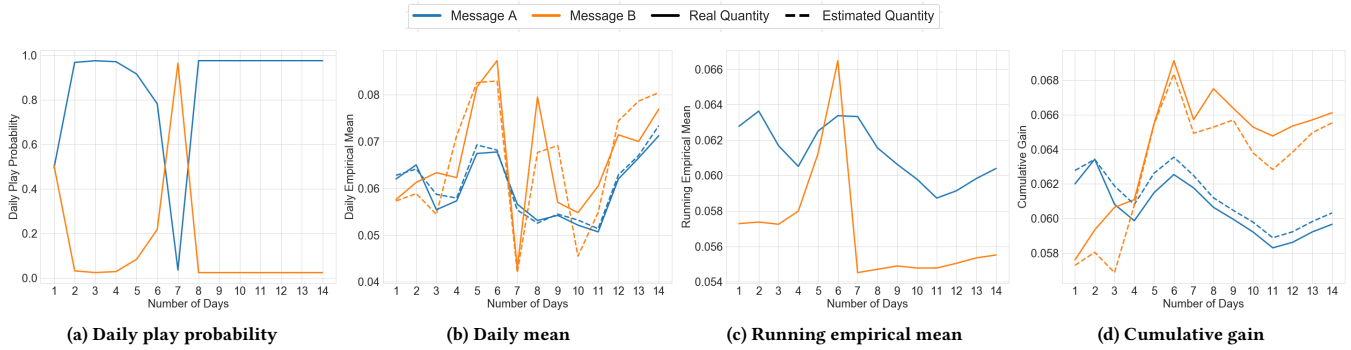 Message A Message B Real Quantity Estimated Quantity
1.0
0.8
0.6
0.4
0.2
0.0
Daily Play Probability
1 2 3 4 5 6 7 8 9 10 11 12 13 14
Number of Days
(a) Daily play probability
0.08
0.07
0.06
0.05
0.04
Daily Empirical Mean
1 2 3 4 5 6 7 8 9 10 11 12 13 14
Number of Days
(b) Daily mean
0.066
0.064
0.062
0.060
0.058
0.056
0.054
Running Empirical Mean
1 2 3 4 5 6 7 8 9 10 11 12 13 14
Number of Days
(c) Running empirical mean
0.068
0.066
0.064
0.062
0.060
0.058
Cumulative Gain
1 2 3 4 5 6 7 8 9 10 11 12 13 14
Number of Days
(d) Cumulative gain